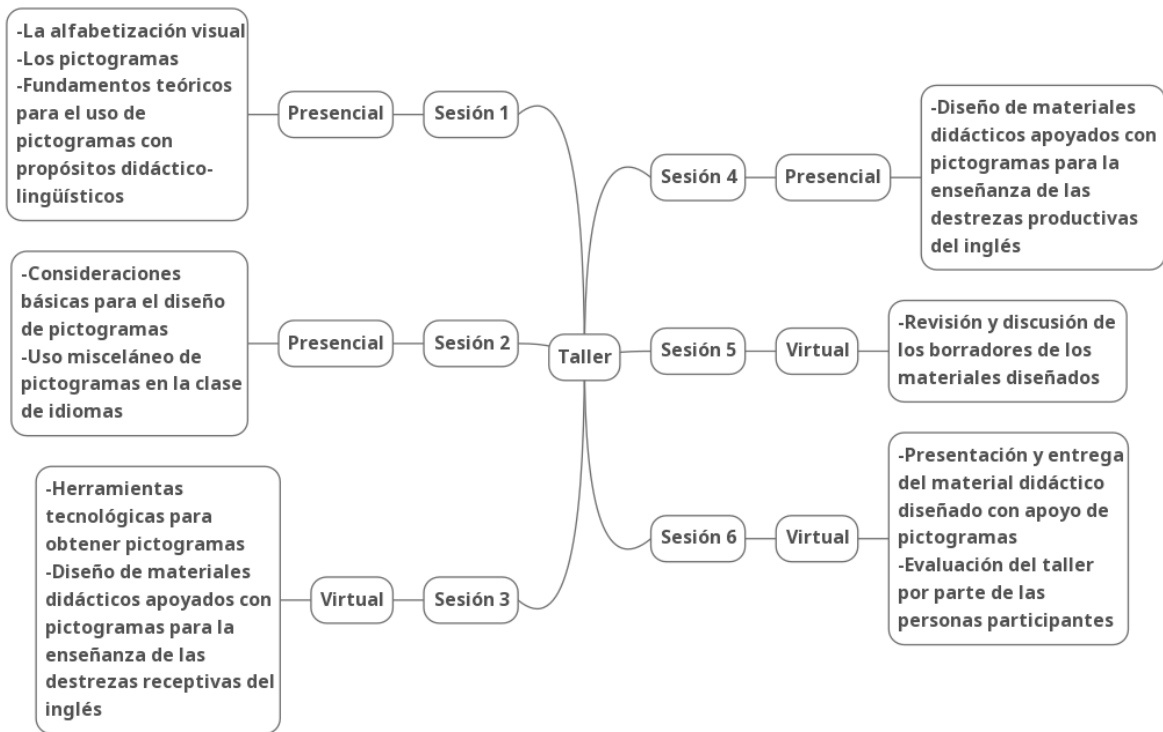 -La alfabetización visual
-Los pictogramas
-Fundamentos teóricos
para el uso de
pictogramas con
propósitos didáctico-
lingüísticos
Presencial
Sesión 1
-Consideraciones
básicas para el diseño
de pictogramas
-Uso misceláneo de
pictogramas en la clase
de idiomas
Presencial
Sesión 2
-Herramientas
tecnológicas para
obtener pictogramas
-Diseño de materiales
didácticos apoyados con
pictogramas para la
enseñanza de las
destrezas receptivas del
inglés
Virtual
Sesión 3
Taller
Sesión 4
Presencial
-Diseño de materiales
didácticos apoyados con
pictogramas para la
enseñanza de las
destrezas productivas
del inglés
Sesión 5
Virtual
-Revisión y discusión de
los borradores de los
materiales diseñados
Sesión 6
Virtual
-Presentación y entrega
del material didáctico
diseñado con apoyo de
pictogramas
-Evaluación del taller
por parte de las
personas participantes